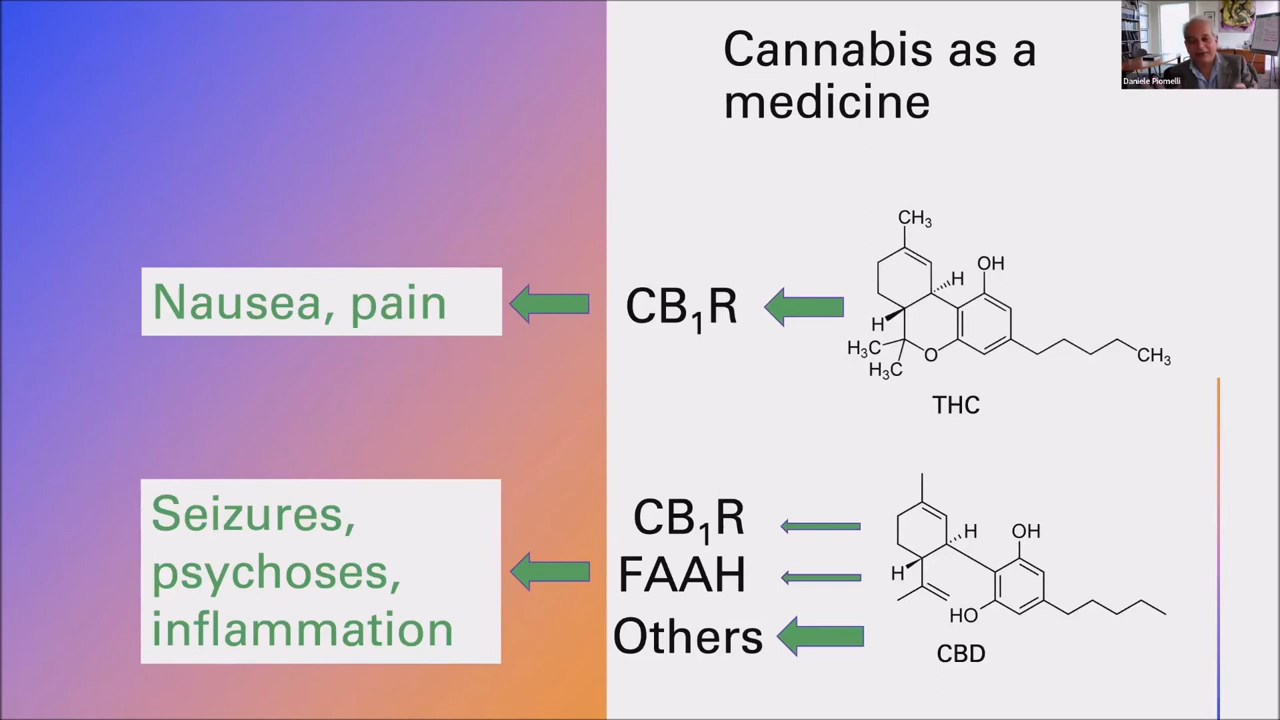 Cannabis as a
medicine
Daniele Piomelli
Nausea, pain
CB₁R
CH₃
OH
H
H
H₃C
H₃C
O
CH₃
THC
Seizures,
psychoses,
inflammation
CB₁R
FAAH
Others
OH
H
H
HO
CBD